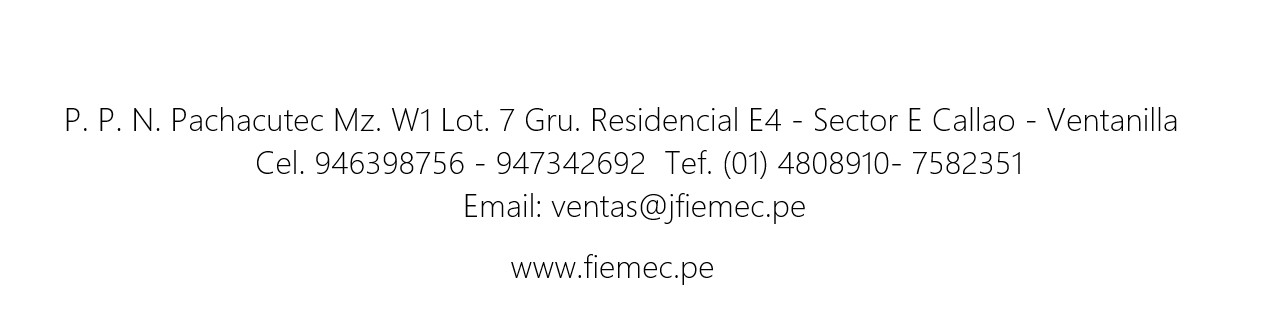 P. P. N. Pachacutec Mz. W1 Lot. 7 Gru. Residencial E4 - Sector E Callao - Ventanilla
Cel. 946398756 - 947342692  Tef. (01) 4808910- 7582351
Email: ventas@jfiemec.pe
www.fiemec.pe